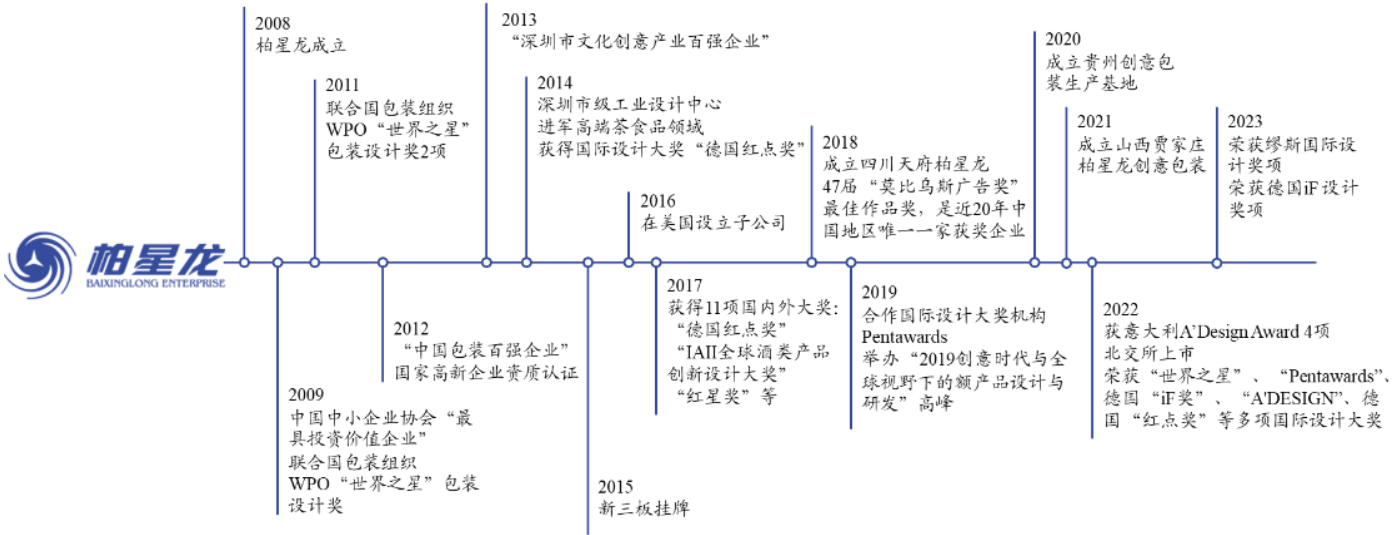 柏星龙
BAIXINGLONG ENTERPRISE
2008
柏星龙成立
2009
中国中小企业协会“最
具投资价值企业”
联合国包装组织
WPO“世界之星”包装
设计奖
2011
联合国包装组织
WPO“世界之星”
包装设计奖2项
2012
“中国包装百强企业”
国家高新企业资质认证
2013
“深圳市文化创意产业百强企业”
2014
深圳市级工业设计中心
进军高端茶食品领域
获得国际设计大奖“德国红点奖”
2015
新三板挂牌
2016
在美国设立子公司
2017
获得11项国内外大奖：
“德国红点奖”
“IAII全球酒类产品
创新设计大奖”
“红星奖”等
2018
成立四川天府柏星龙
47届“莫比乌斯广告奖”
最佳作品奖，是近20年中
国地区唯一一家获奖企业
2019
合作国际设计大奖机构
Pentawards
举办“2019创意时代与全
球视野下的额产品设计与
研发”高峰
2020
成立贵州创意包
装生产基地
2021
成立山西贾家庄
柏星龙创意包装
2022
获意大利A’Design Award 4项
北交所上市
荣获“世界之星”、“Pentawards”、
德国“iF奖”、“A'DESIGN”、德
国“红点奖”等多项国际设计大奖
2023
荣获缪斯国际设
计奖项
荣获德国iF设计
奖项